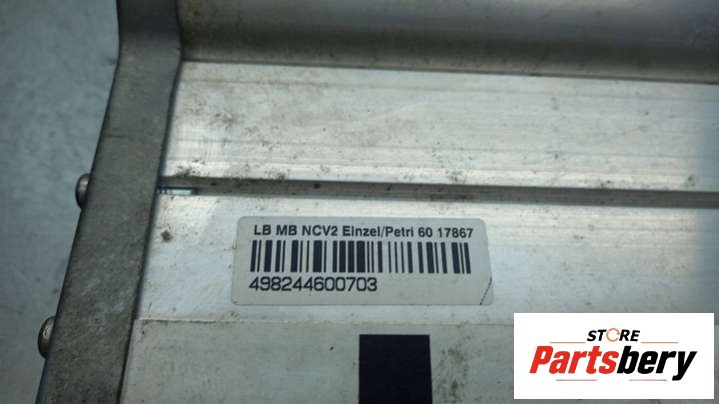 LB MB NCV2 Einzel/Petri 60 17867
498244600703
STORE
Partsbery